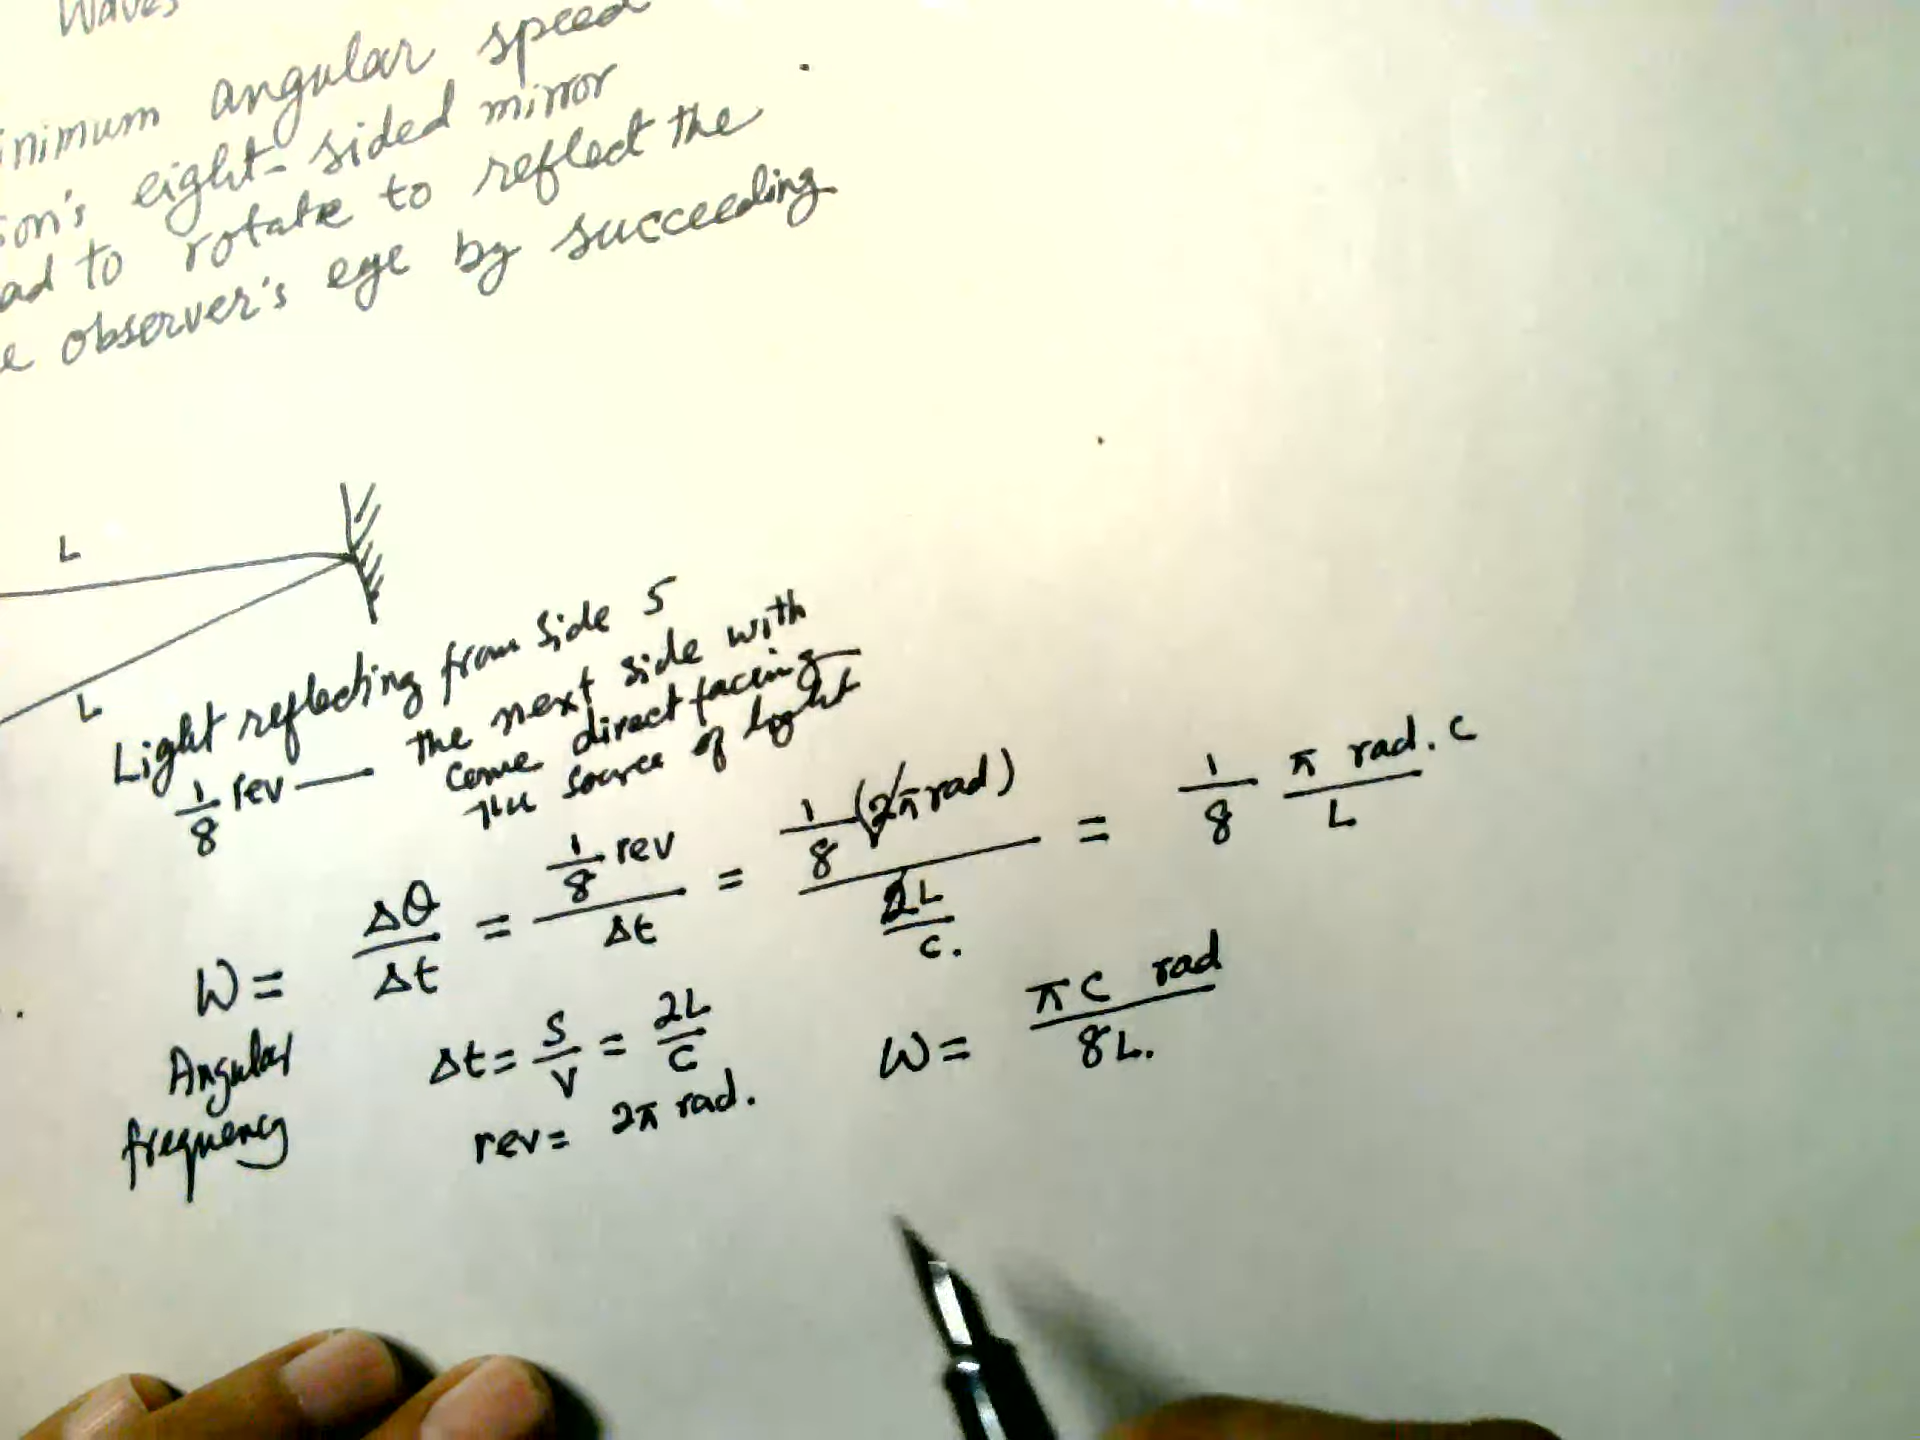 Waves
inimum angular speed
son's eight-sided mirror
ad to rotate to reflect the
e observer's eye by succeeding
L
L
Light reflecting from Side 5
1/8 rev — the next side with
come direct facing
the source of light
W = Δθ/Δt = (1/8 rev)/Δt = (1/8 (2π rad))/(2L/c.) = 1/8 π rad. c/L
Angular
frequency
Δt = S/V = 2L/C
rev = 2π rad.
W = πc rad/8L.